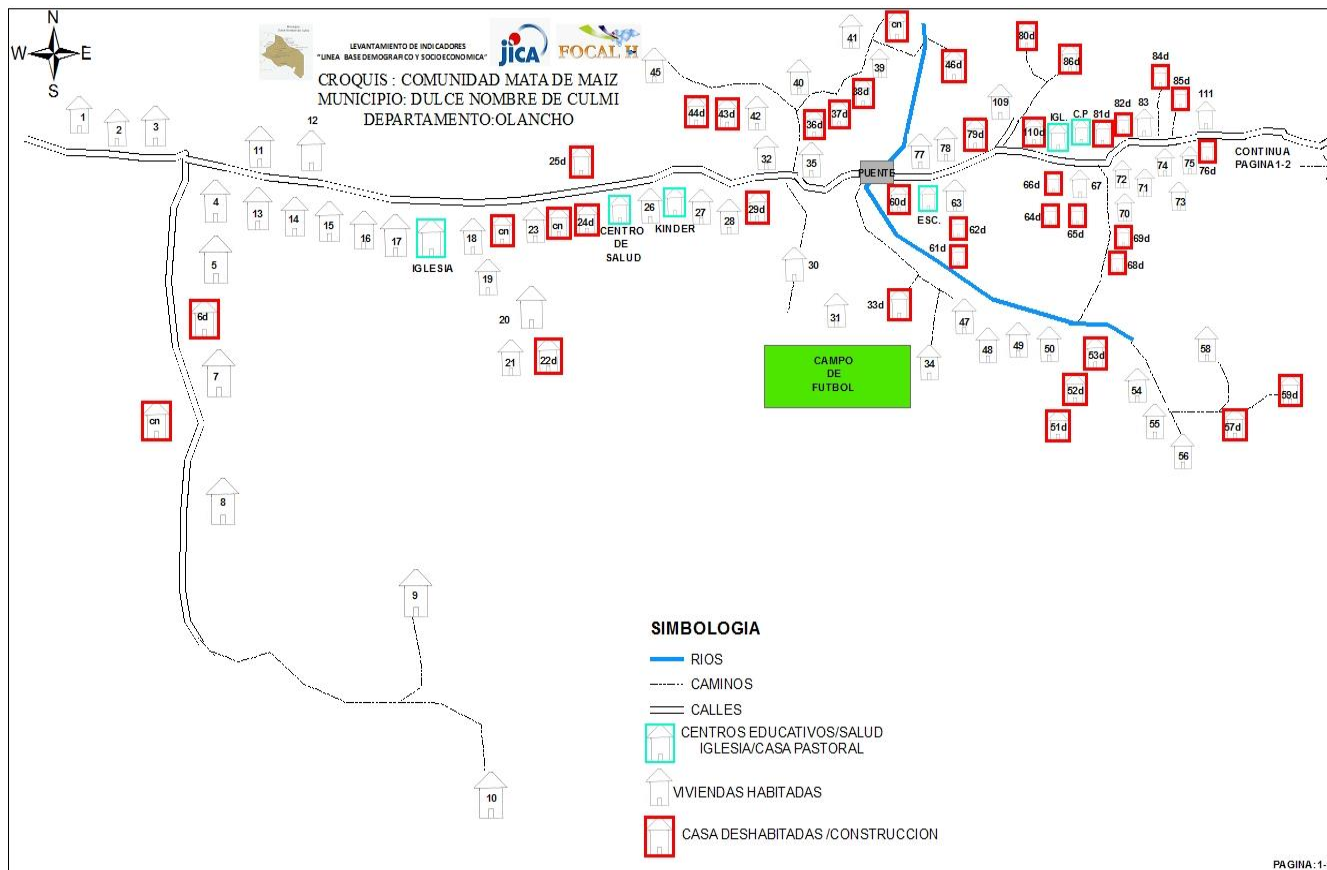 N
W E
S
LEVANTAMIENTO DE INDICADORES
"LINEA BASE DEMOGRAFICO Y SOCIOECONOMICA"
JICA
FOCAL II
CROQUIS : COMUNIDAD MATA DE MAIZ
MUNICIPIO: DULCE NOMBRE DE CULMI
DEPARTAMENTO:OLANCHO
1
2
3
11
12
4
13
14
15
16
17
IGLESIA
18
cn
23
cn
24d
25d
CENTRO
DE
SALUD
26
KINDER
27
28
29d
5
6d
7
cn
8
9
10
19
20
21
22d
45
44d
43d
42
40
41
cn
39
38d
37d
36d
35
32
30
31
33d
34
46d
PUENTE
77
78
79d
109
80d
86d
110d
IGL.
C.P
81d
82d
83
84d
85d
111
CONTINUA
PAGINA 1-2
60d
ESC.
63
62d
61d
66d
67
64d
65d
72
71
74
75
76d
73
70
69d
68d
47
48
49
50
53d
52d
51d
54
55
56
57d
58
59d
CAMPO
DE
FUTBOL
SIMBOLOGIA
RIOS
CAMINOS
CALLES
CENTROS EDUCATIVOS/SALUD
IGLESIA/CASA PASTORAL
VIVIENDAS HABITADAS
CASA DESHABITADAS /CONSTRUCCION
PAGINA: 1-